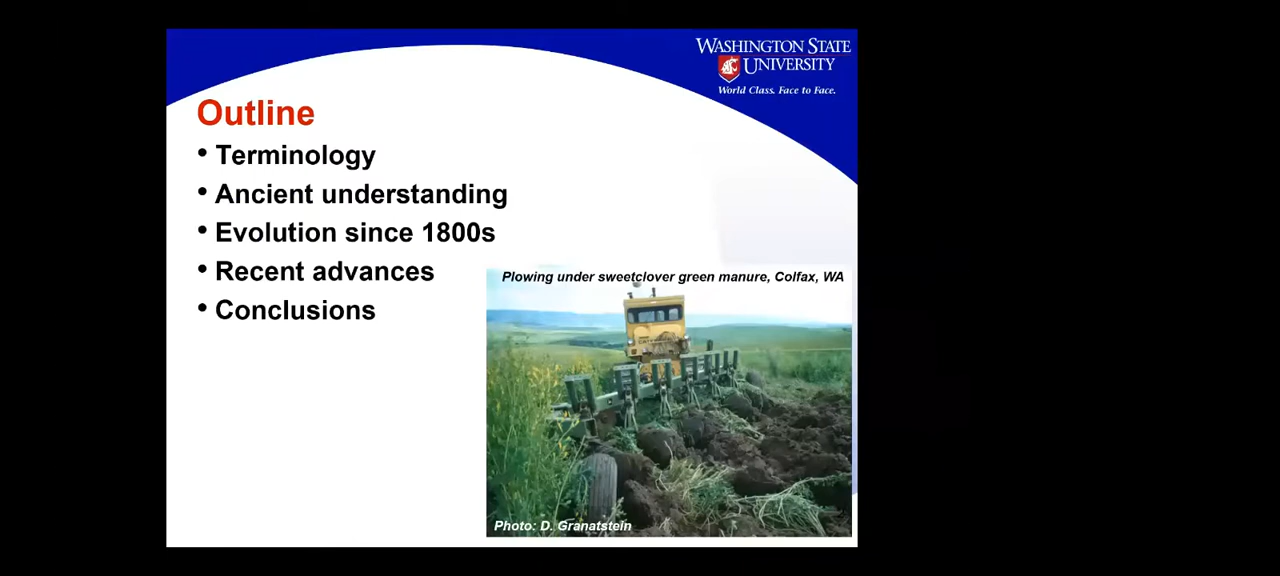 WASHINGTON STATE
UNIVERSITY
World Class. Face to Face.
Outline
• Terminology
• Ancient understanding
• Evolution since 1800s
• Recent advances
• Conclusions
Plowing under sweetclover green manure, Colfax, WA
Photo: D. Granatstein